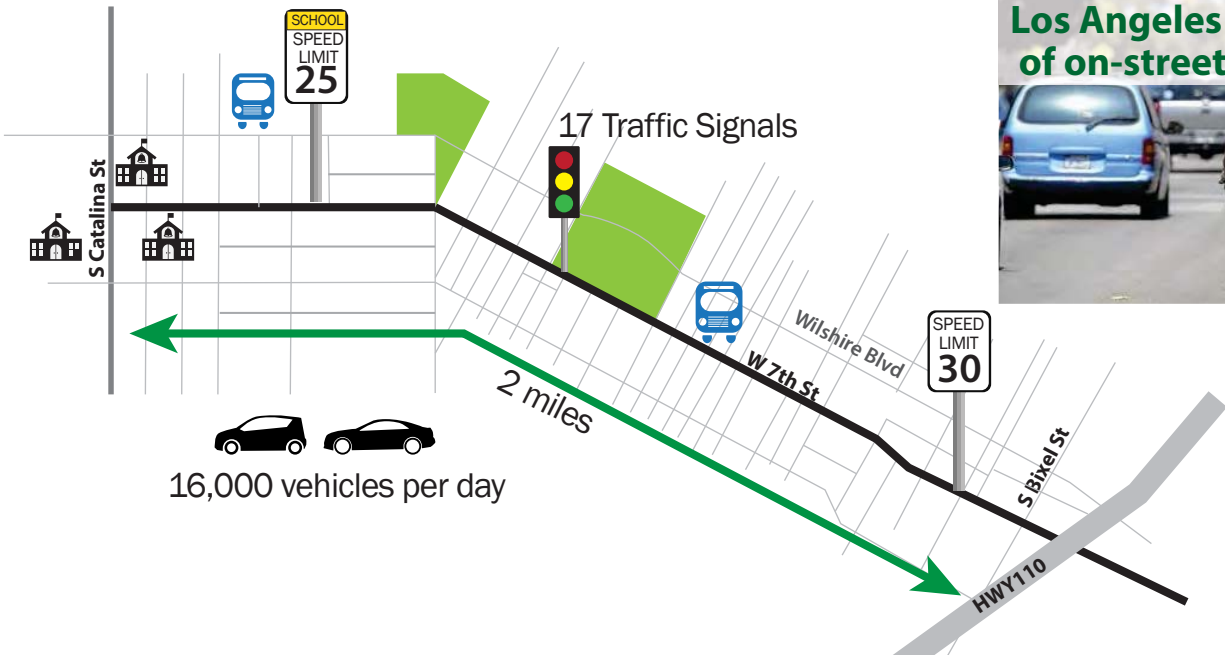 Los Angeles
of on-street
SCHOOL
SPEED
LIMIT
25
17 Traffic Signals
S Catalina St
Wilshire Blvd
W 7th St
SPEED
LIMIT
30
2 miles
16,000 vehicles per day
S Bixel St
HWY110